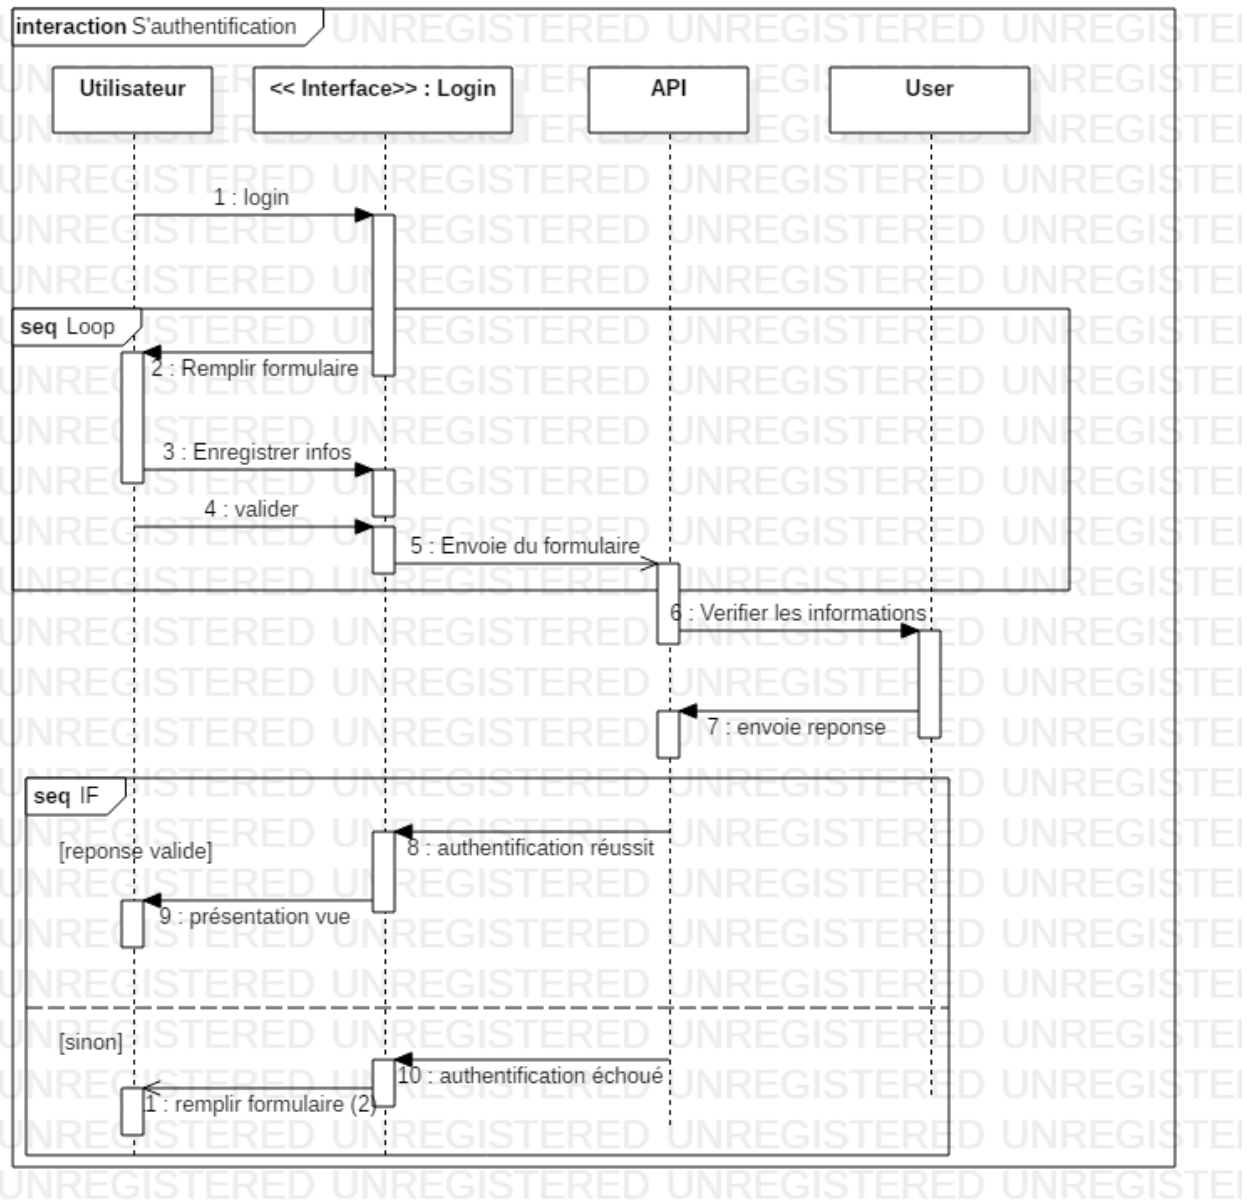 interaction S'authentification
Utilisateur
<< Interface>> : Login
API
User
1 : login
seq Loop
2 : Remplir formulaire
3 : Enregistrer infos
4 : valider
5 : Envoie du formulaire
6 : Verifier les informations
7 : envoie reponse
seq IF
[reponse valide]
8 : authentification réussit
9 : présentation vue
[sinon]
10 : authentification échoué
1 : remplir formulaire (2)
UNREGISTERED